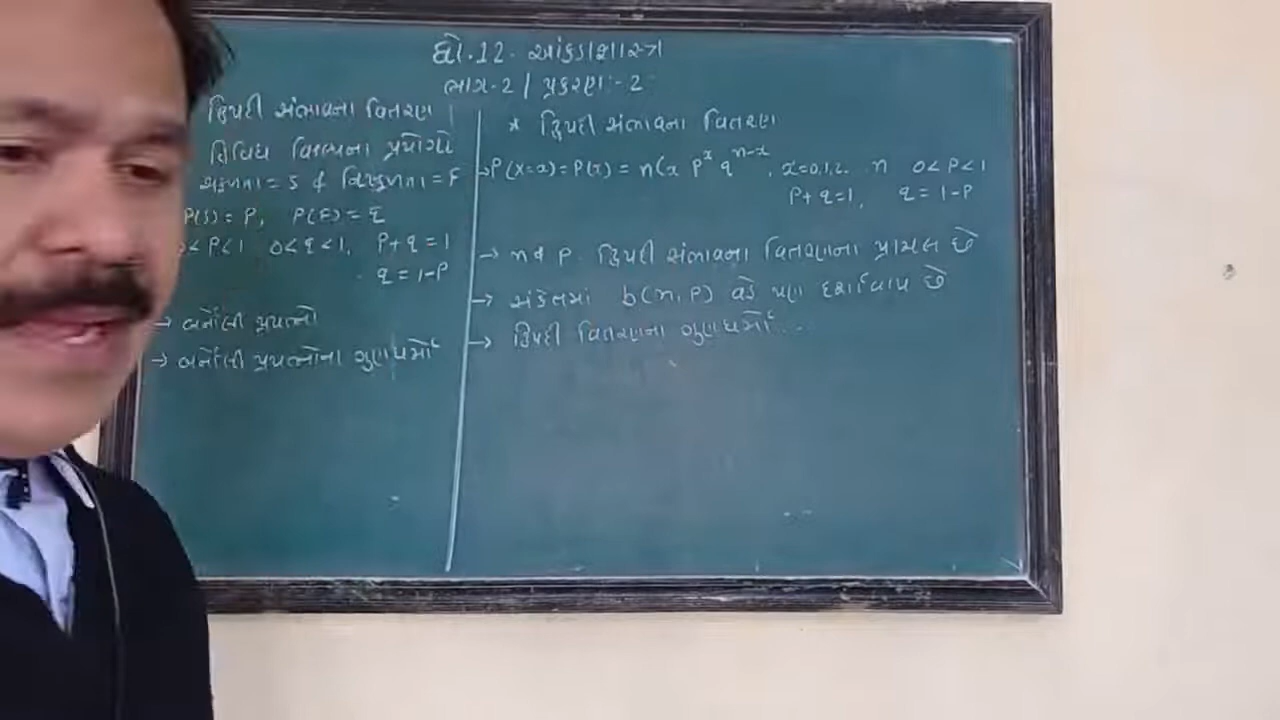 ધો.12. આંકડાશાસ્ત્ર
ભાગ-2 / પ્રકરણ :- 2
દ્વિપદી સંભાવના વિતરણ
દ્વિવિધ વિકલ્પના પ્રયોગો
સફળતા = S & નિષ્ફળતા = F
P(S) = P, P(F) = q
0 < P < 1 0 < q < 1, P + q = 1
q = 1 - P
→ બર્નોલી પ્રયત્નો
→ બર્નોલી પ્રયત્નોના ગુણધર્મો
* દ્વિપદી સંભાવના વિતરણ
→ P(X=x) = P(x) = nCx pˣ qⁿ⁻ˣ, x=0,1,2.. n 0 < P < 1
P + q = 1, q = 1 - P
→ n & P. દ્વિપદી સંભાવના વિતરણના પ્રાચલ છે
→ સંકેતમાં b(n, P) વડે પણ દર્શાવાય છે
→ દ્વિપદી વિતરણના ગુણધર્મો...